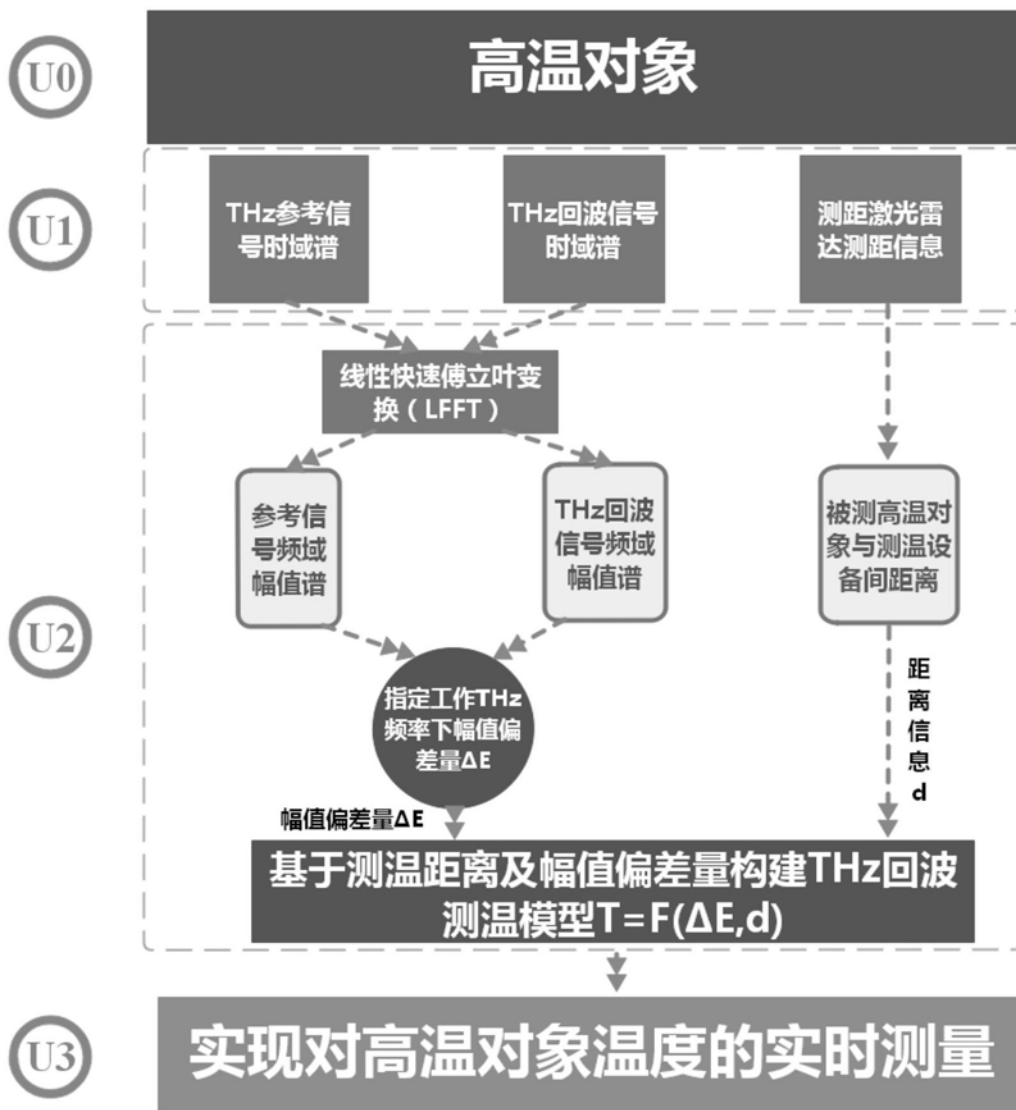 U0
高温对象
U1
THz参考信
号时域谱
THz回波信号
时域谱
测距激光雷
达测距信息
U2
线性快速傅立叶变
换（LFFT）
参考信
号频域
幅值谱
THz回波
信号频域
幅值谱
被测高温对
象与测温设
备间距离
指定工作THz
频率下幅值偏
差量ΔE
距
离
信
息
d
幅值偏差量ΔE
基于测温距离及幅值偏差量构建THz回波
测温模型T=F(ΔE,d)
U3
实现对高温对象温度的实时测量